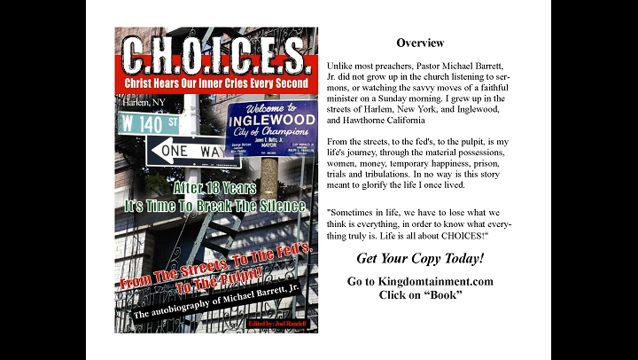 C.H.O.I.C.E.S.
Christ Hears Our Inner Cries Every Second
Harlem, NY
W 140 ST
ONE WAY
Welcome to
INGLEWOOD
City of Champions
MAYOR
After 18 Years
It's Time To Break The Silence.
From The Streets, To The Fed's,
To The Pulpit!
The autobiography of Michael Barrett, Jr.
Edited by: Joi Randell
Overview
Unlike most preachers, Pastor Michael Barrett,
Jr. did not grow up in the church listening to ser-
mons, or watching the savvy moves of a faithful
minister on a Sunday morning. I grew up in the
streets of Harlem, New York, and Inglewood,
and Hawthorne California
From the streets, to the fed's, to the pulpit, is my
life's journey, through the material possessions,
women, money, temporary happiness, prison,
trials and tribulations. In no way is this story
meant to glorify the life I once lived.
"Sometimes in life, we have to lose what we
think is everything, in order to know what every-
thing truly is. Life is all about CHOICES!"
Get Your Copy Today!
Go to Kingdomtainment.com
Click on “Book”